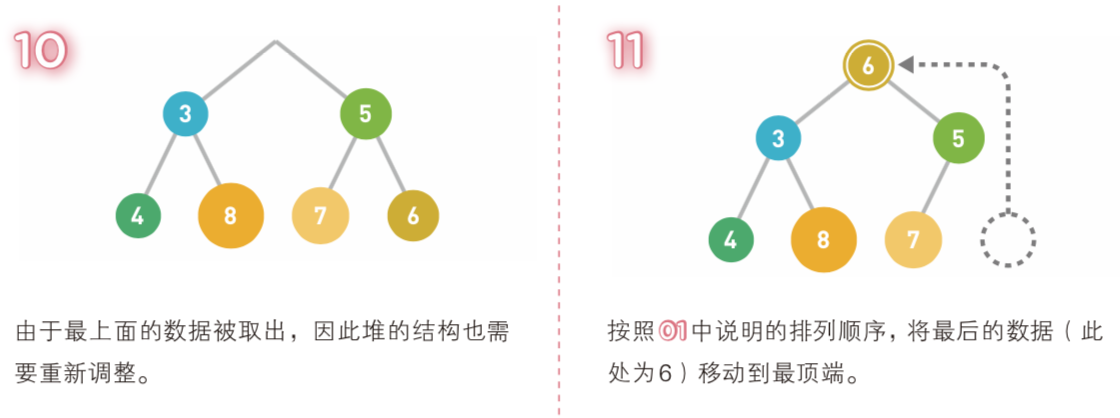 10
3 5
4 8 7 6
由于最上面的数据被取出，因此堆的结构也需
要重新调整。
11
6
3 5
4 8 7
按照01中说明的排列顺序，将最后的数据（此
处为6）移动到最顶端。